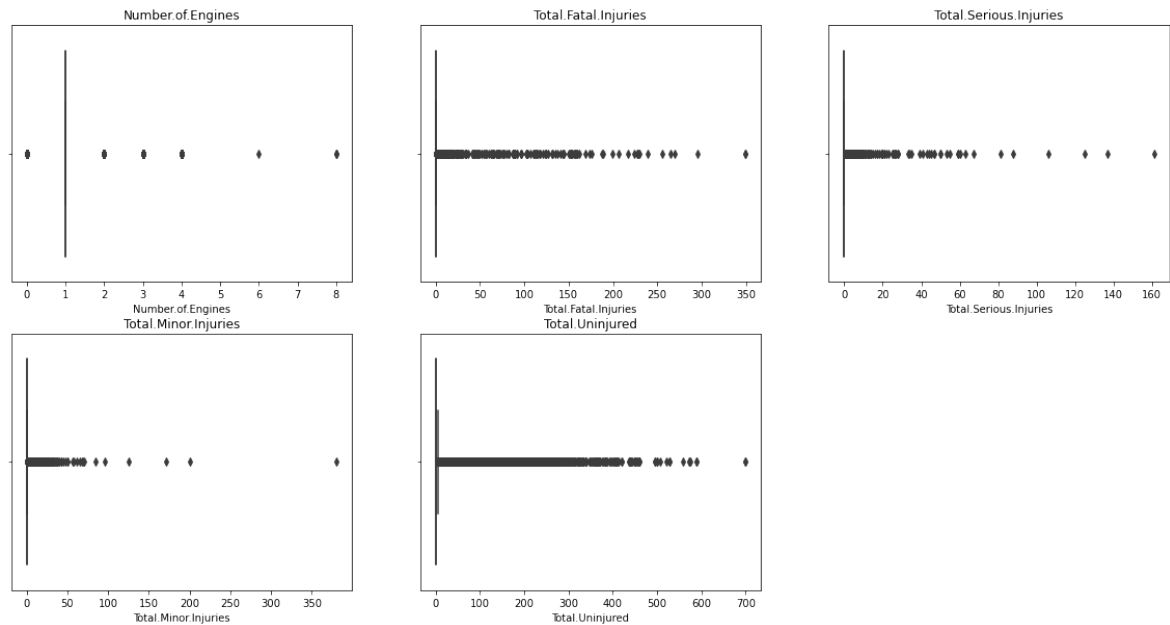 Number.of.Engines
0 1 2 3 4 5 6 7 8
Number.of.Engines
Total.Fatal.Injuries
0 50 100 150 200 250 300 350
Total.Fatal.Injuries
Total.Serious.Injuries
0 20 40 60 80 100 120 140 160
Total.Serious.Injuries
Total.Minor.Injuries
0 50 100 150 200 250 300 350
Total.Minor.Injuries
Total.Uninjured
0 100 200 300 400 500 600 700
Total.Uninjured